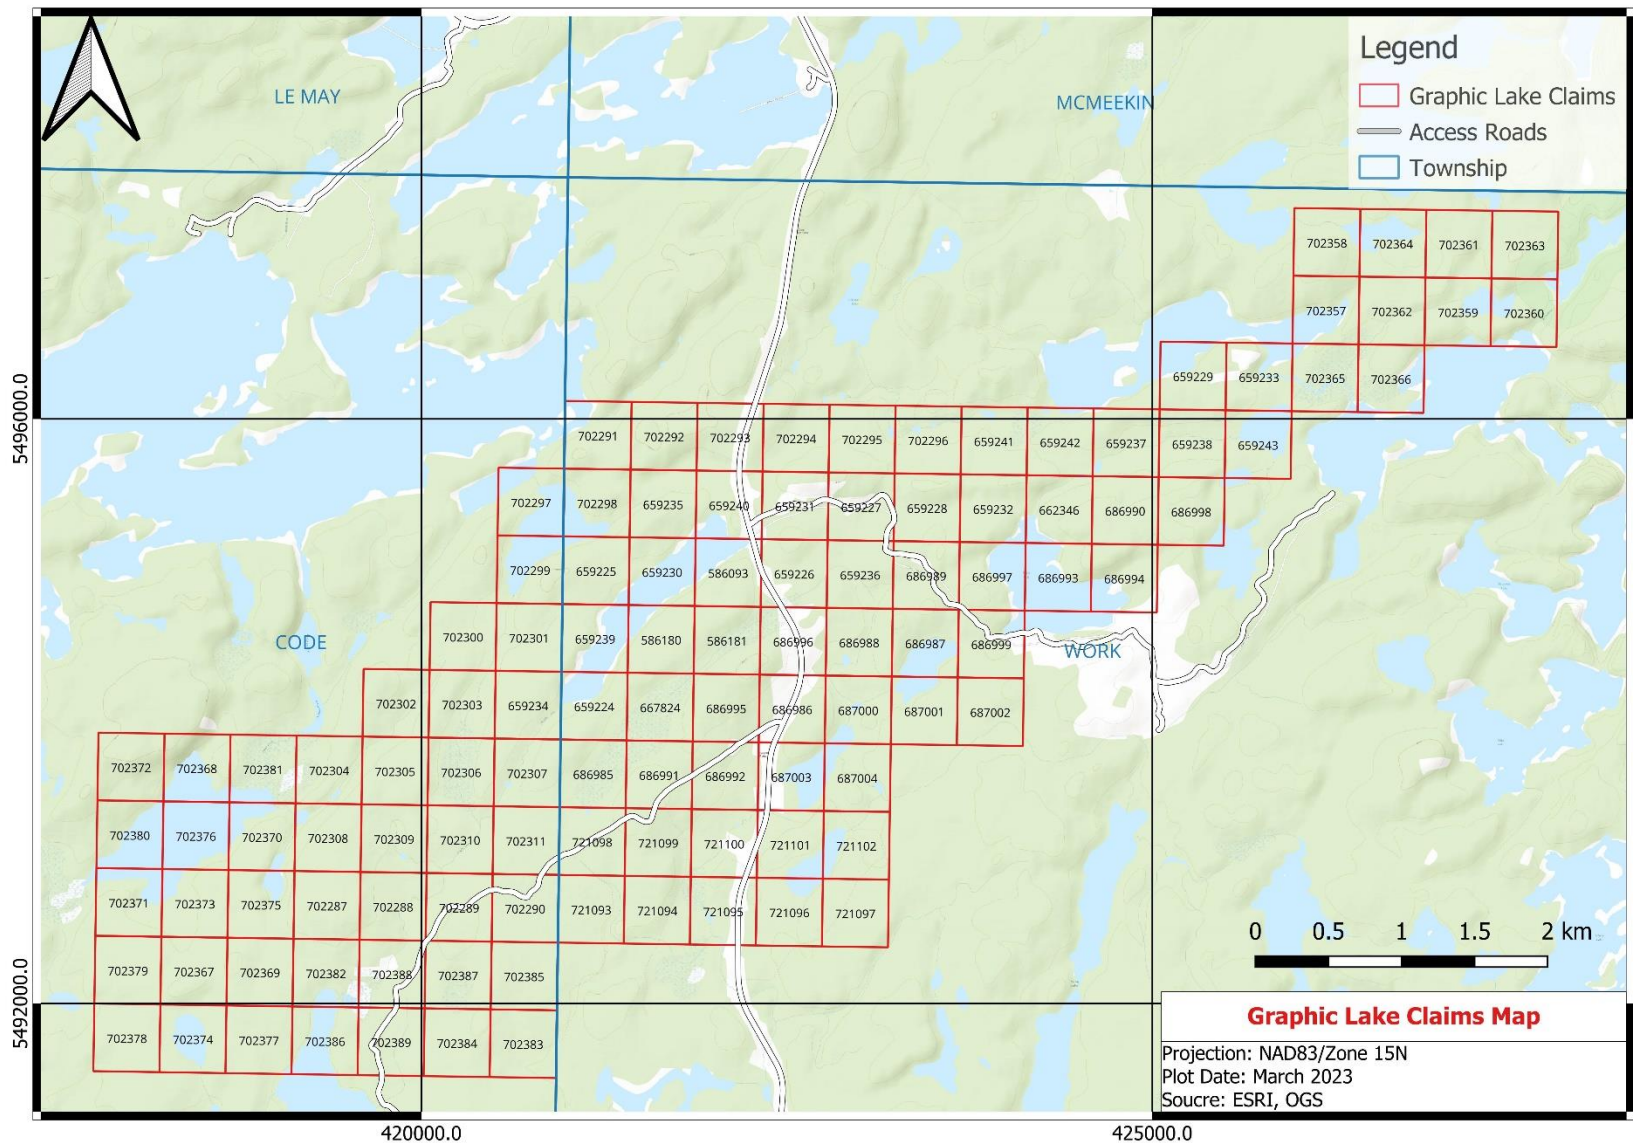 Legend
LE MAY
MCMEEKIN
Graphic Lake Claims
Access Roads
Township
702358 702364 702361 702363
702357 702362 702359 702360
659229 659233 702365 702366
5496000.0
702291 702292 702293 702294 702295 702296 659241 659242 659237 659238 659243
702297 702298 659235 659240 659231 659227 659228 659232 662346 686990 686998
702299 659225 659230 586093 659226 659236 686989 686997 686993 686994
CODE
702300 702301 659239 586180 586181 686996 686988 686987 686999
WORK
702302 702303 659234 659224 667824 686995 686986 687000 687001 687002
702372 702368 702381 702304 702305 702306 702307 686985 686991 686992 687003 687004
702380 702376 702370 702308 702309 702310 702311 721098 721099 721100 721101 721102
702371 702373 702375 702287 702288 702289 702290 721093 721094 721095 721096 721097
0 0.5 1 1.5 2 km
702379 702367 702369 702382 702388 702387 702385
5492000.0
702378 702374 702377 702386 702389 702384 702383
Graphic Lake Claims Map
Projection: NAD83/Zone 15N
Plot Date: March 2023
Soucre: ESRI, OGS
420000.0
425000.0